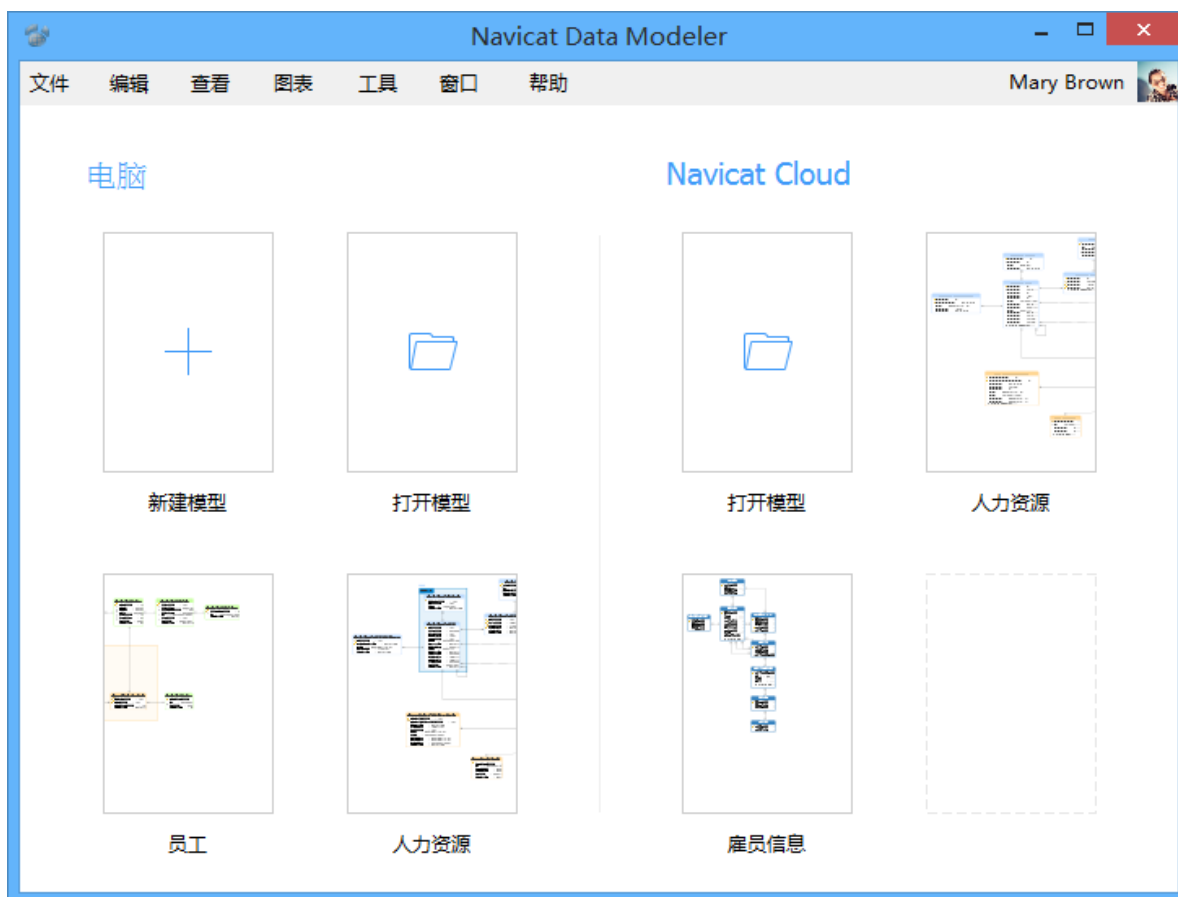 Navicat Data Modeler
文件 编辑 查看 图表 工具 窗口 帮助 Mary Brown
电脑 Navicat Cloud
新建模型 打开模型 打开模型 人力资源
员工 人力资源 雇员信息